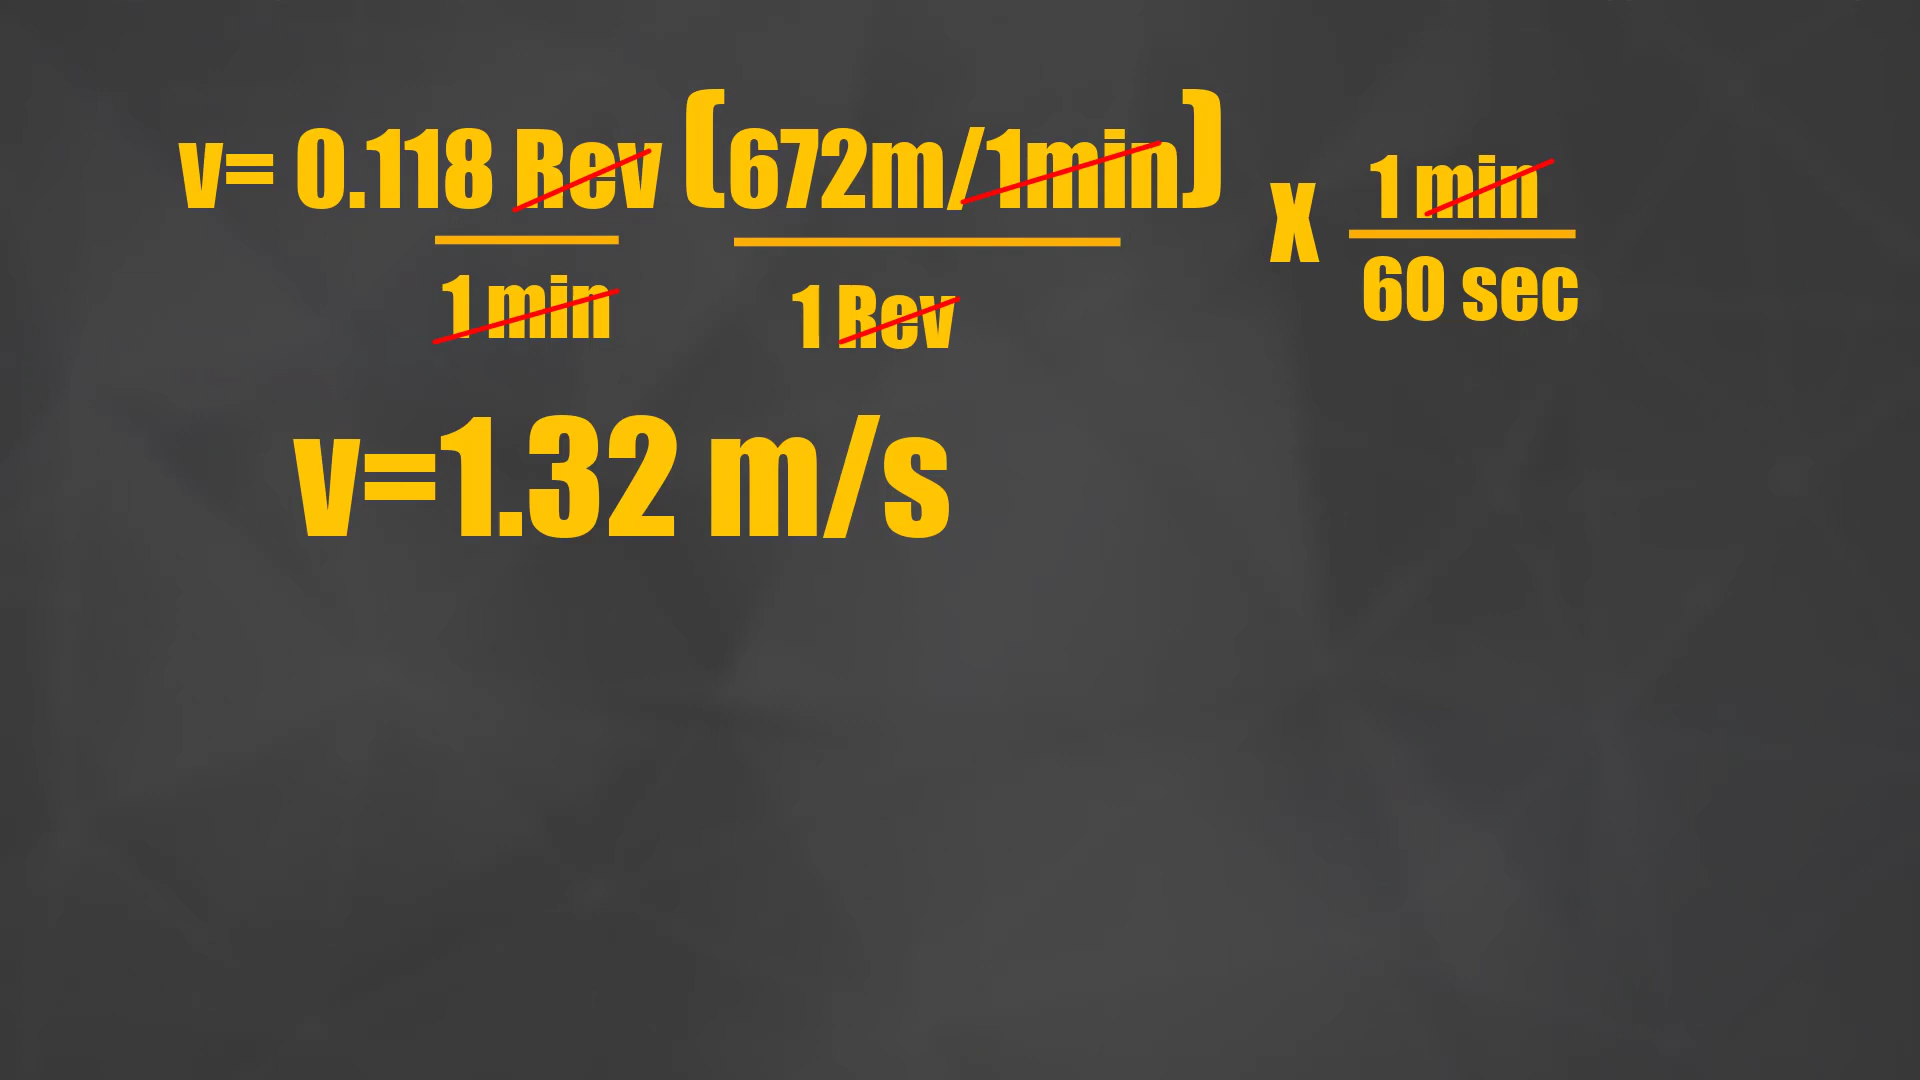 v= 0.118 Rev (672m/1min) x 1 min
1 min 1 Rev 60 sec
v=1.32 m/s